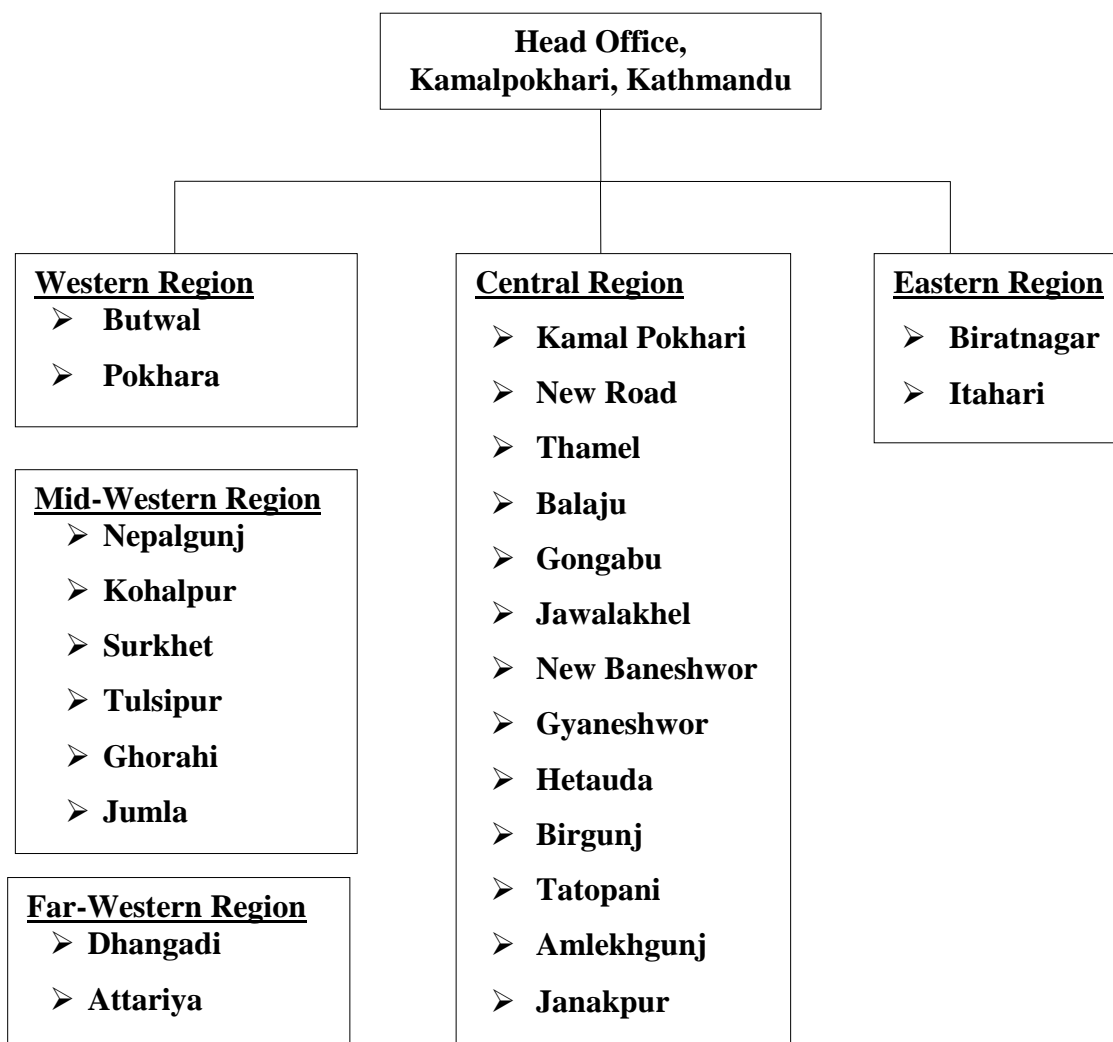 Head Office,
Kamalpokhari, Kathmandu
Western Region
➢ Butwal
➢ Pokhara
Mid-Western Region
➢ Nepalgunj
➢ Kohalpur
➢ Surkhet
➢ Tulsipur
➢ Ghorahi
➢ Jumla
Far-Western Region
➢ Dhangadi
➢ Attariya
Central Region
➢ Kamal Pokhari
➢ New Road
➢ Thamel
➢ Balaju
➢ Gongabu
➢ Jawalakhel
➢ New Baneshwor
➢ Gyaneshwor
➢ Hetauda
➢ Birgunj
➢ Tatopani
➢ Amlekhgunj
➢ Janakpur
Eastern Region
➢ Biratnagar
➢ Itahari